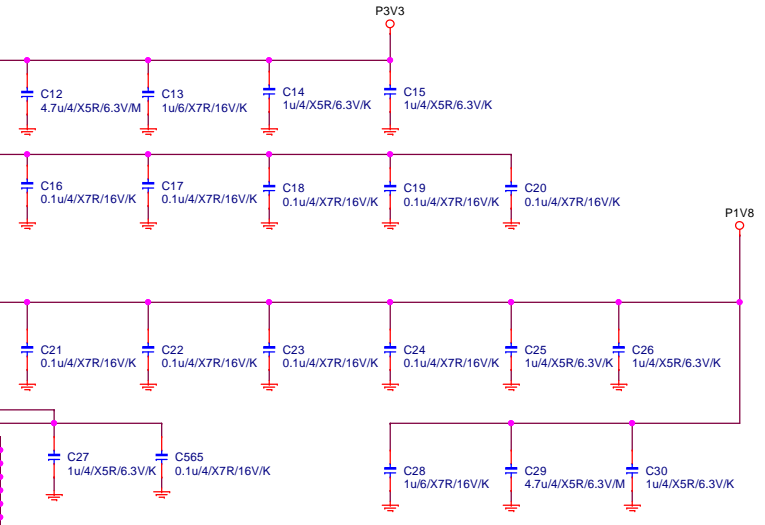 P3V3
C12
4.7u/4/X5R/6.3V/M
C13
1u/6/X7R/16V/K
C14
1u/4/X5R/6.3V/K
C15
1u/4/X5R/6.3V/K
C16
0.1u/4/X7R/16V/K
C17
0.1u/4/X7R/16V/K
C18
0.1u/4/X7R/16V/K
C19
0.1u/4/X7R/16V/K
C20
0.1u/4/X7R/16V/K
P1V8
C21
0.1u/4/X7R/16V/K
C22
0.1u/4/X7R/16V/K
C23
0.1u/4/X7R/16V/K
C24
0.1u/4/X7R/16V/K
C25
1u/4/X5R/6.3V/K
C26
1u/4/X5R/6.3V/K
C27
1u/4/X5R/6.3V/K
C565
0.1u/4/X7R/16V/K
C28
1u/6/X7R/16V/K
C29
4.7u/4/X5R/6.3V/M
C30
1u/4/X5R/6.3V/K